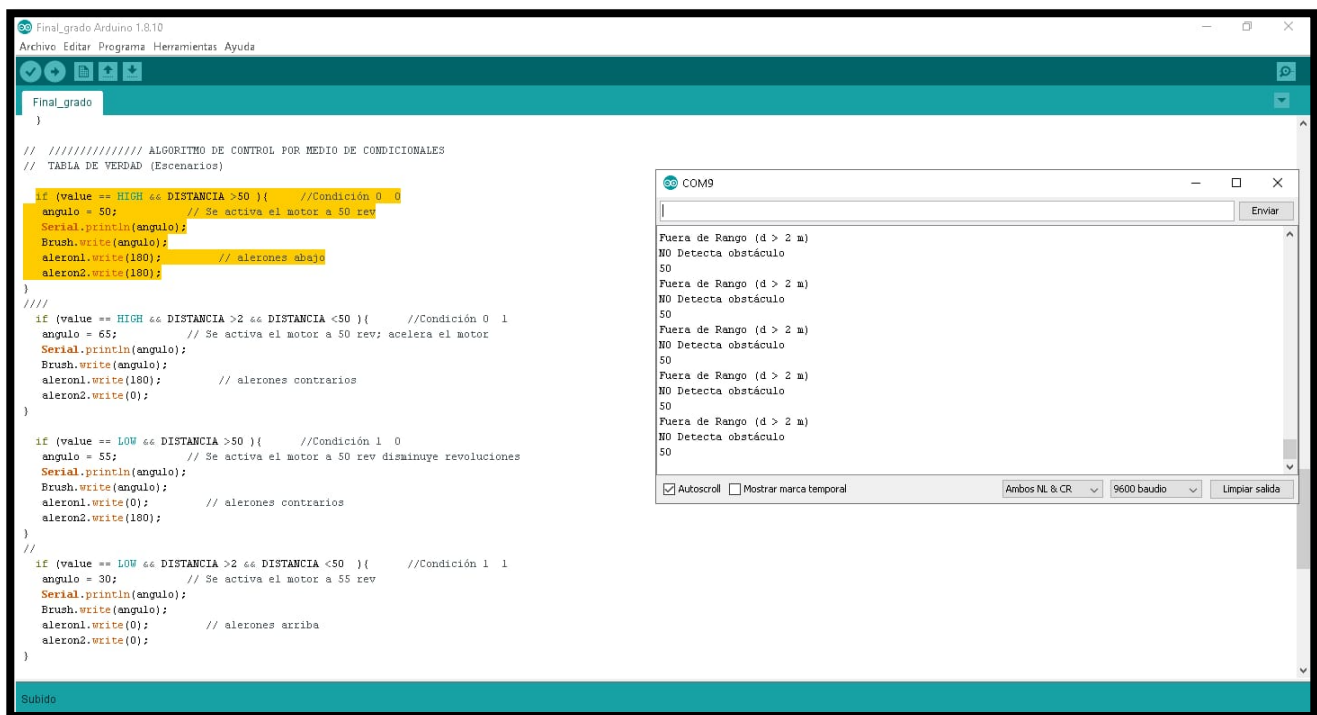 Final_grado Arduino 1.8.10
Archivo Editar Programa Herramientas Ayuda
Final_grado
}
// /////////////// ALGORITMO DE CONTROL POR MEDIO DE CONDICIONALES
// TABLA DE VERDAD (Escenarios)
if (value == HIGH && DISTANCIA >50 ){ //Condición 0 0
angulo = 50; // Se activa el motor a 50 rev
Serial.println(angulo);
Brush.write(angulo);
aleron1.write(180); // alerones abajo
aleron2.write(180);
}
////
if (value == HIGH && DISTANCIA >2 && DISTANCIA <50 ){ //Condición 0 1
angulo = 65; // Se activa el motor a 50 rev; acelera el motor
Serial.println(angulo);
Brush.write(angulo);
aleron1.write(180); // alerones contrarios
aleron2.write(0);
}
if (value == LOW && DISTANCIA >50 ){ //Condición 1 0
angulo = 55; // Se activa el motor a 50 rev disminuye revoluciones
Serial.println(angulo);
Brush.write(angulo);
aleron1.write(0); // alerones contrarios
aleron2.write(180);
}
//
if (value == LOW && DISTANCIA >2 && DISTANCIA <50 ){ //Condición 1 1
angulo = 30; // Se activa el motor a 55 rev
Serial.println(angulo);
Brush.write(angulo);
aleron1.write(0); // alerones arriba
aleron2.write(0);
}
Subido
COM9
Enviar
Fuera de Rango (d > 2 m)
NO Detecta obstáculo
50
Fuera de Rango (d > 2 m)
NO Detecta obstáculo
50
Fuera de Rango (d > 2 m)
NO Detecta obstáculo
50
Fuera de Rango (d > 2 m)
NO Detecta obstáculo
50
Fuera de Rango (d > 2 m)
NO Detecta obstáculo
50
Autoscroll Mostrar marca temporal Ambos NL & CR 9600 baudio Limpiar salida